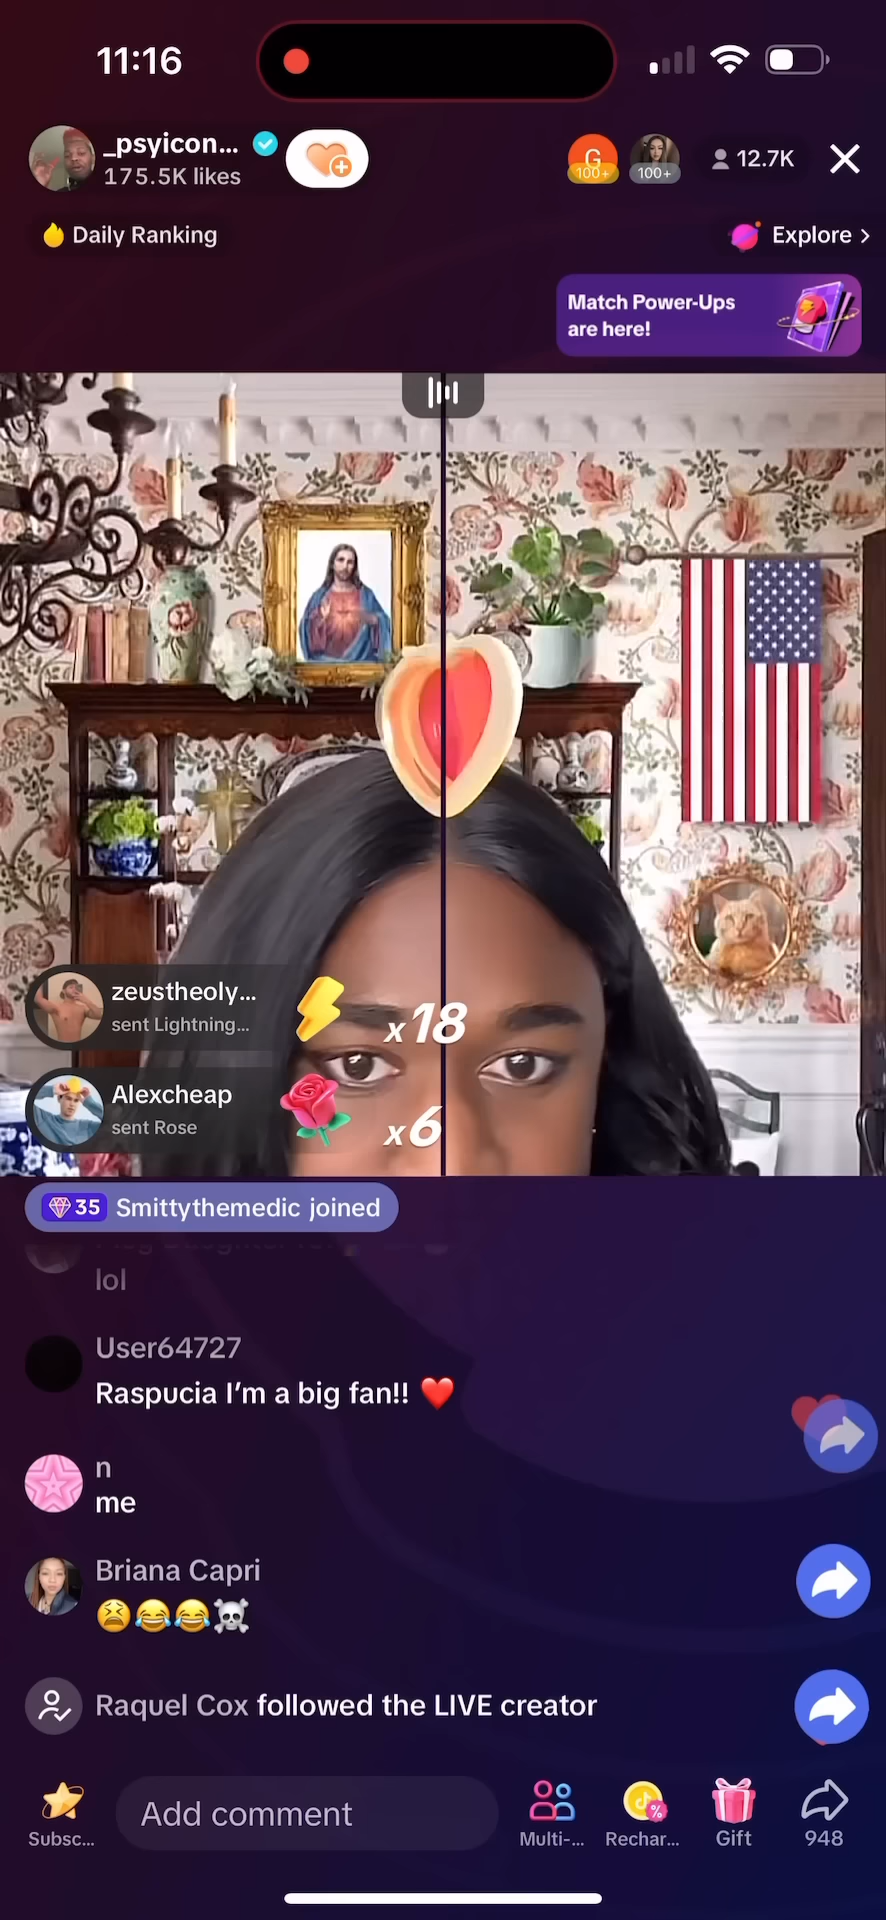 11:16
_psyicon...
175.5K likes
G
100+
100+
12.7K
Daily Ranking
Explore >
Match Power-Ups
are here!
zeustheoly...
sent Lightning...
x18
Alexcheap
sent Rose
x6
35 Smittythemedic joined
lol
User64727
Raspucia I’m a big fan!! ❤️
n
me
Briana Capri
😫😂😂☠️
Raquel Cox followed the LIVE creator
Subsc...
Add comment
Multi-...
Rechar...
Gift
948